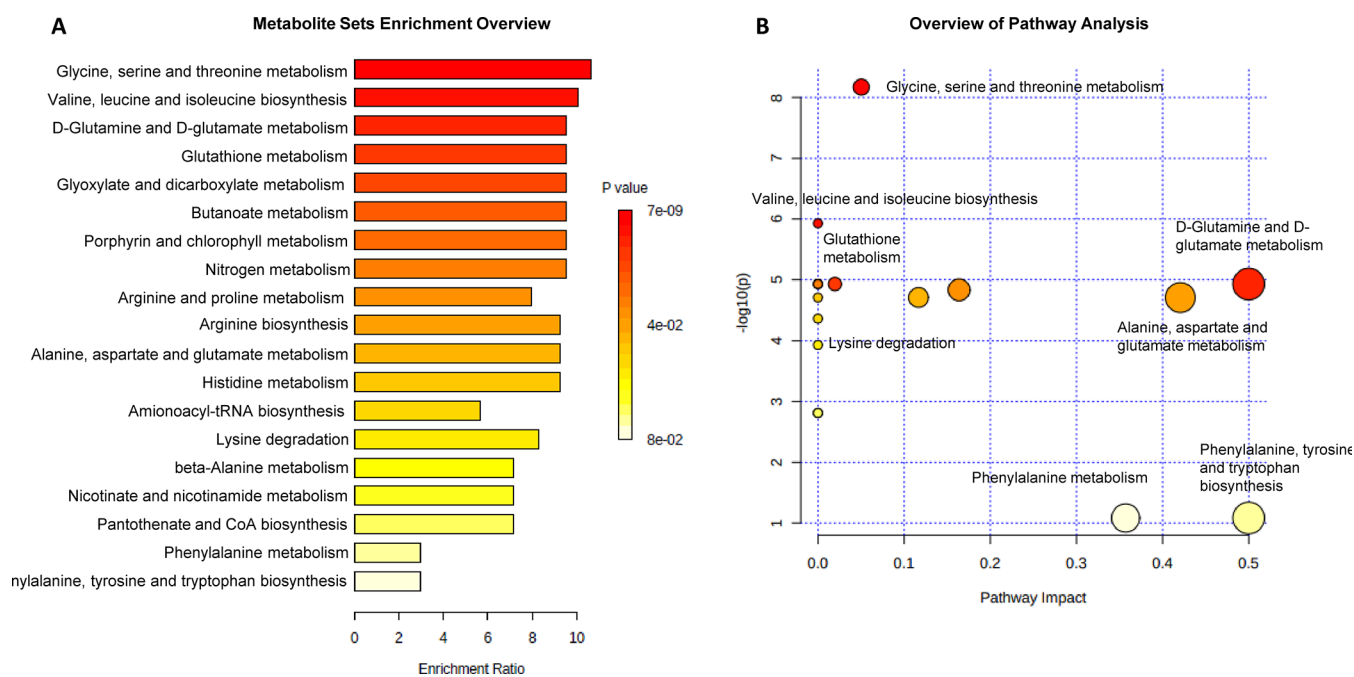 A
Metabolite Sets Enrichment Overview
Glycine, serine and threonine metabolism
Valine, leucine and isoleucine biosynthesis
D-Glutamine and D-glutamate metabolism
Glutathione metabolism
Glyoxylate and dicarboxylate metabolism
Butanoate metabolism
Porphyrin and chlorophyll metabolism
Nitrogen metabolism
Arginine and proline metabolism
Arginine biosynthesis
Alanine, aspartate and glutamate metabolism
Histidine metabolism
Amionoacyl-tRNA biosynthesis
Lysine degradation
beta-Alanine metabolism
Nicotinate and nicotinamide metabolism
Pantothenate and CoA biosynthesis
Phenylalanine metabolism
nylalanine, tyrosine and tryptophan biosynthesis
0 2 4 6 8 10
Enrichment Ratio
P value
7e-09
4e-02
8e-02
B
Overview of Pathway Analysis
8
7
6
5
4
3
2
1
-log10(p)
Glycine, serine and threonine metabolism
Valine, leucine and isoleucine biosynthesis
D-Glutamine and D-
glutamate metabolism
Glutathione
metabolism
Alanine, aspartate and
glutamate metabolism
Lysine degradation
Phenylalanine, tyrosine
and tryptophan
biosynthesis
Phenylalanine metabolism
0.0 0.1 0.2 0.3 0.4 0.5
Pathway Impact